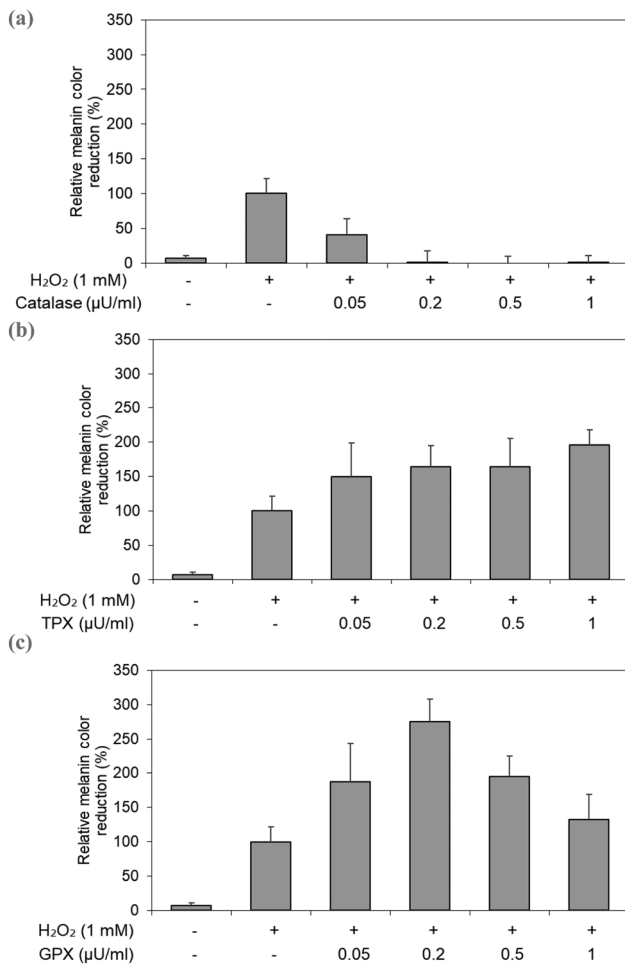 (a)
Relative melanin color
reduction (%)
350
300
250
200
150
100
50
0
H₂O₂ (1 mM) - + + + + +
Catalase (µU/ml) - - 0.05 0.2 0.5 1
(b)
Relative melanin color
reduction (%)
350
300
250
200
150
100
50
0
H₂O₂ (1 mM) - + + + + +
TPX (µU/ml) - - 0.05 0.2 0.5 1
(c)
Relative melanin color
reduction (%)
350
300
250
200
150
100
50
0
H₂O₂ (1 mM) - + + + + +
GPX (µU/ml) - - 0.05 0.2 0.5 1